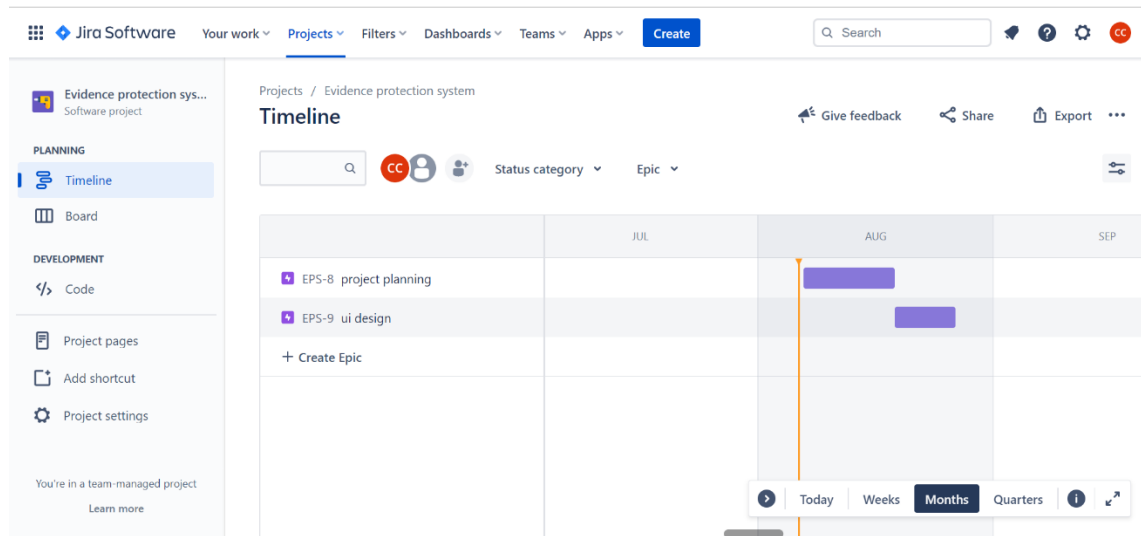 Jira Software Your work Projects Filters Dashboards Teams Apps Create Search CC
Evidence protection sys...
Software project
PLANNING
Timeline
Board
DEVELOPMENT
Code
Project pages
Add shortcut
Project settings
You're in a team-managed project
Learn more
Projects / Evidence protection system
Timeline
Give feedback Share Export
CC Status category Epic
JUL AUG SEP
EPS-8 project planning
EPS-9 ui design
+ Create Epic
Today Weeks Months Quarters